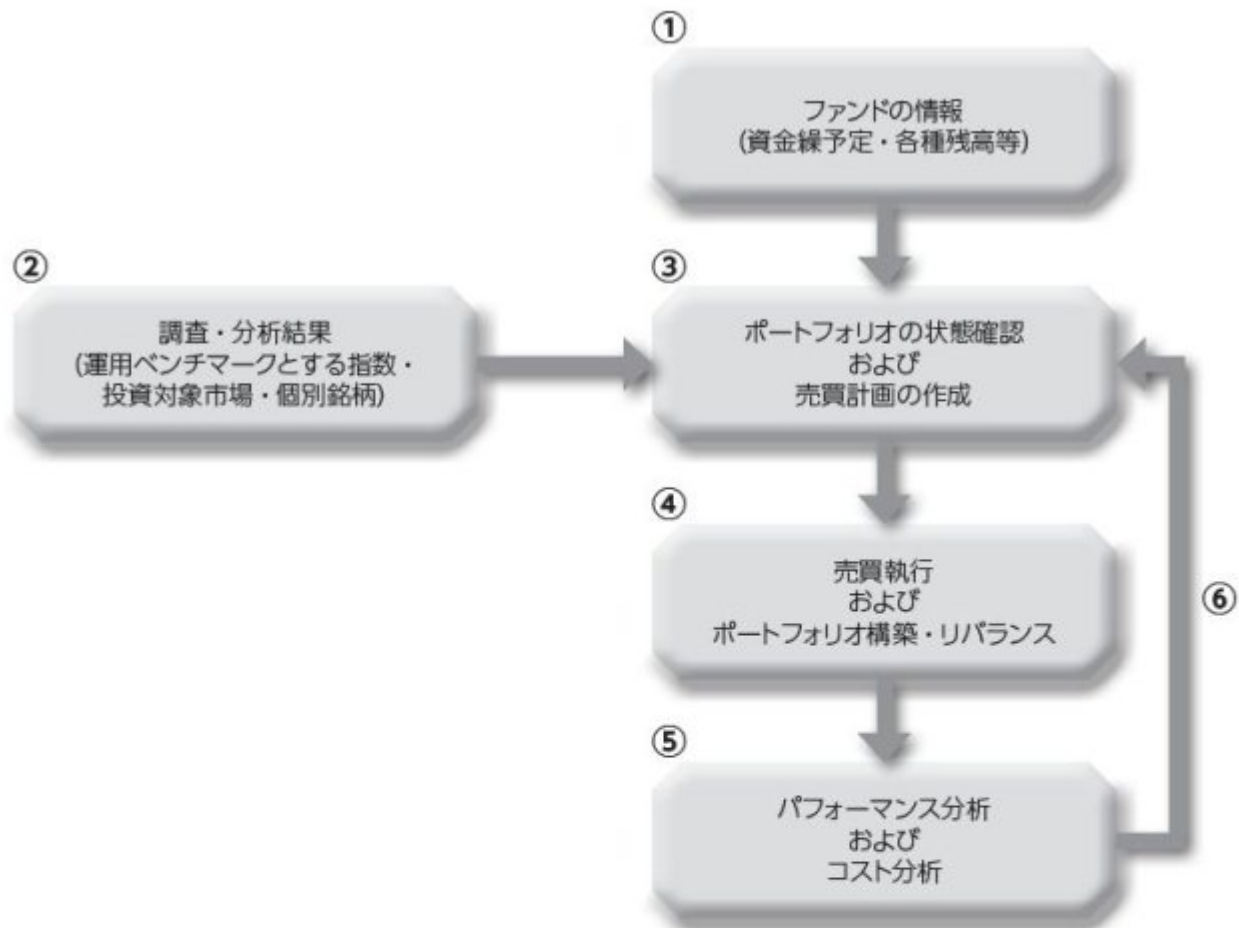 ①
ファンドの情報
(資金繰予定・各種残高等)
②
調査・分析結果
(運用ベンチマークとする指数・
投資対象市場・個別銘柄)
③
ポートフォリオの状態確認
および
売買計画の作成
④
売買執行
および
ポートフォリオ構築・リバランス
⑤
パフォーマンス分析
および
コスト分析
⑥